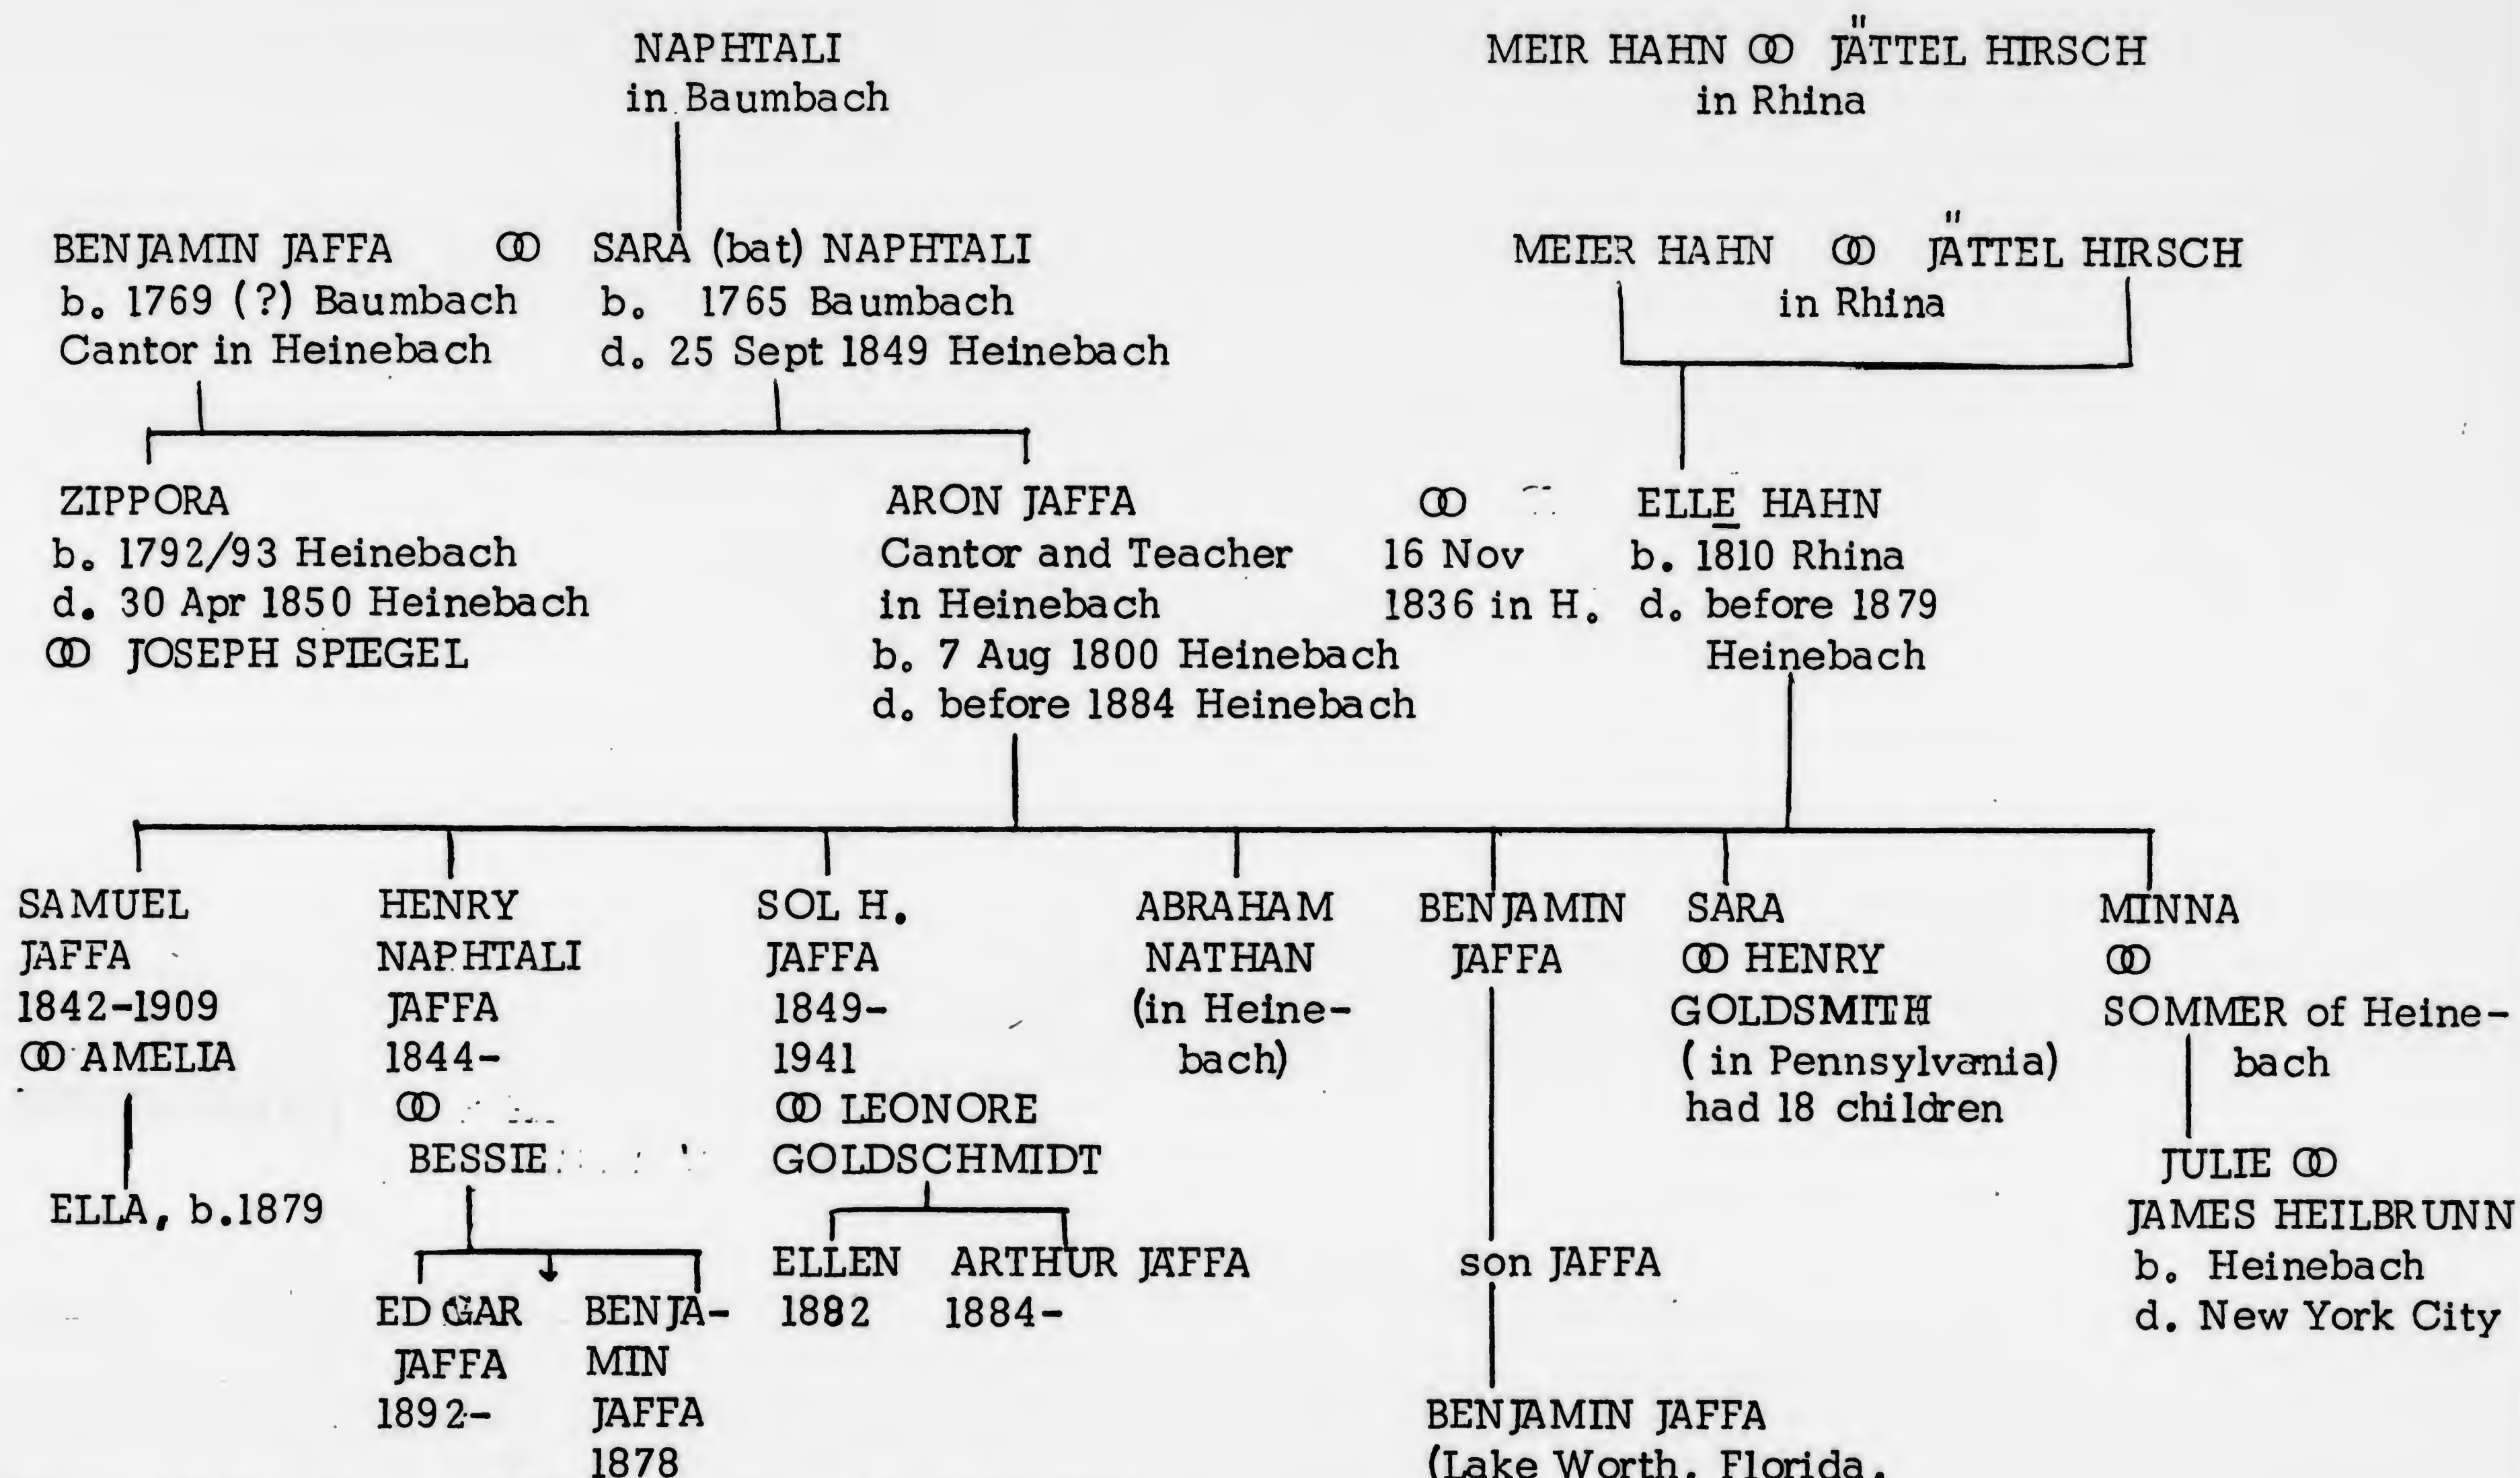 NAPHTALI
in Baumbach
MEIR HAHN ⚭ JÄTTEL HIRSCH
in Rhina
BENJAMIN JAFFA ⚭ SARA (bat) NAPHTALI
b. 1769 (?) Baumbach
Cantor in Heinebach
b. 1765 Baumbach
d. 25 Sept 1849 Heinebach
MEIER HAHN ⚭ JÄTTEL HIRSCH
in Rhina
ZIPPORA
b. 1792/93 Heinebach
d. 30 Apr 1850 Heinebach
⚭ JOSEPH SPIEGEL
ARON JAFFA
Cantor and Teacher
in Heinebach
b. 7 Aug 1800 Heinebach
d. before 1884 Heinebach
⚭
16 Nov
1836 in H.
ELLE HAHN
b. 1810 Rhina
d. before 1879
Heinebach
SAMUEL
JAFFA
1842-1909
⚭ AMELIA
ELLA, b.1879
HENRY
NAPHTALI
JAFFA
1844-
⚭
BESSIE
EDGAR
JAFFA
1892-
BENJA-
MIN
JAFFA
1878
SOL H.
JAFFA
1849-
1941
⚭ LEONORE
GOLDSCHMIDT
ELLEN
1882
ARTHUR JAFFA
1884-
ABRAHAM
NATHAN
(in Heine-
bach)
BENJAMIN
JAFFA
son JAFFA
BENJAMIN JAFFA
(Lake Worth, Florida,
SARA
⚭ HENRY
GOLDSMITH
( in Pennsylvania)
had 18 children
MINNA
⚭
SOMMER of Heine-
bach
JULIE ⚭
JAMES HEILBRUNN
b. Heinebach
d. New York City